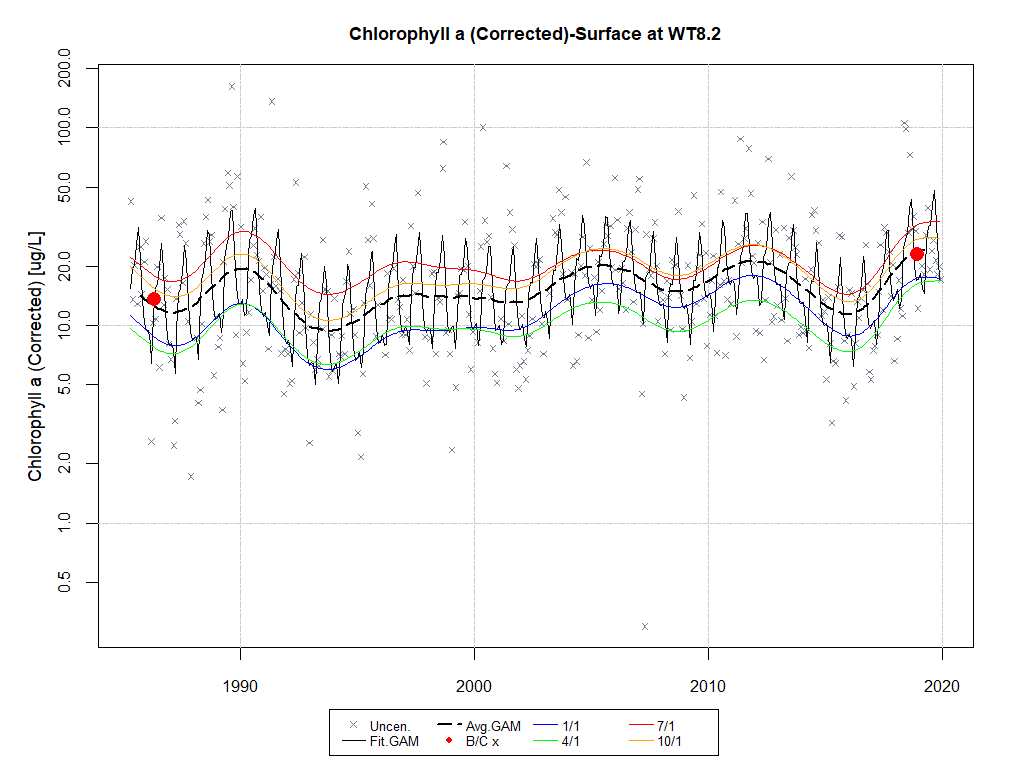 Chlorophyll a (Corrected)-Surface at WT8.2
Chlorophyll a (Corrected) [ug/L]
200.0
100.0
50.0
20.0
10.0
5.0
2.0
1.0
0.5
1990 2000 2010 2020
Uncen. Avg.GAM 1/1 7/1
Fit.GAM B/C x 4/1 10/1